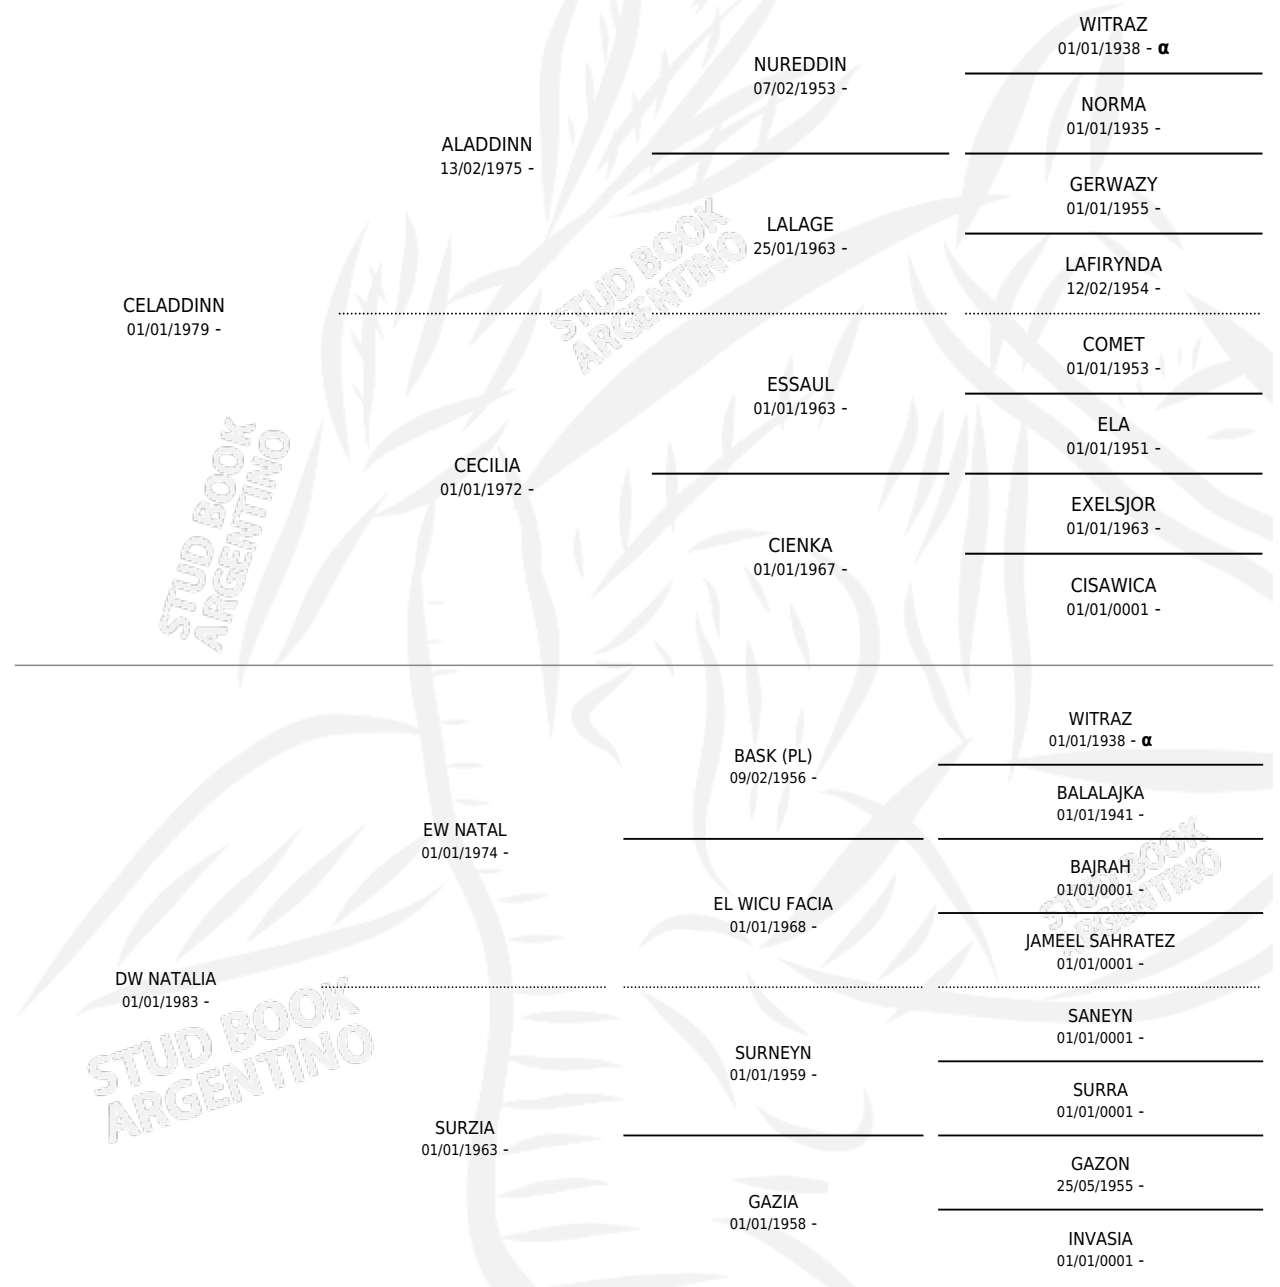 WITRAZ
01/01/1938 - α
NUREDDIN
07/02/1953 -
NORMA
01/01/1935 -
ALADDINN
13/02/1975 -
GERWAZY
01/01/1955 -
LALAGE
25/01/1963 -
LAFIRYNDA
12/02/1954 -
CELADDINN
01/01/1979 -
COMET
01/01/1953 -
ESSAUL
01/01/1963 -
ELA
01/01/1951 -
CECILIA
01/01/1972 -
EXELSJOR
01/01/1963 -
CIENKA
01/01/1967 -
CISAWICA
01/01/0001 -
STUD BOOK
ARGENTINO
STUD BOOK
ARGENTINO
WITRAZ
01/01/1938 - α
BASK (PL)
09/02/1956 -
BALALAJKA
01/01/1941 -
EW NATAL
01/01/1974 -
BAJRAH
01/01/0001 -
EL WICU FACIA
01/01/1968 -
JAMEEL SAHRATEZ
01/01/0001 -
DW NATALIA
01/01/1983 -
SANEYN
01/01/0001 -
SURNEYN
01/01/1959 -
SURRA
01/01/0001 -
SURZIA
01/01/1963 -
GAZON
25/05/1955 -
GAZIA
01/01/1958 -
INVASIA
01/01/0001 -
STUD BOOK
ARGENTINO
STUD BOOK
ARGENTINO